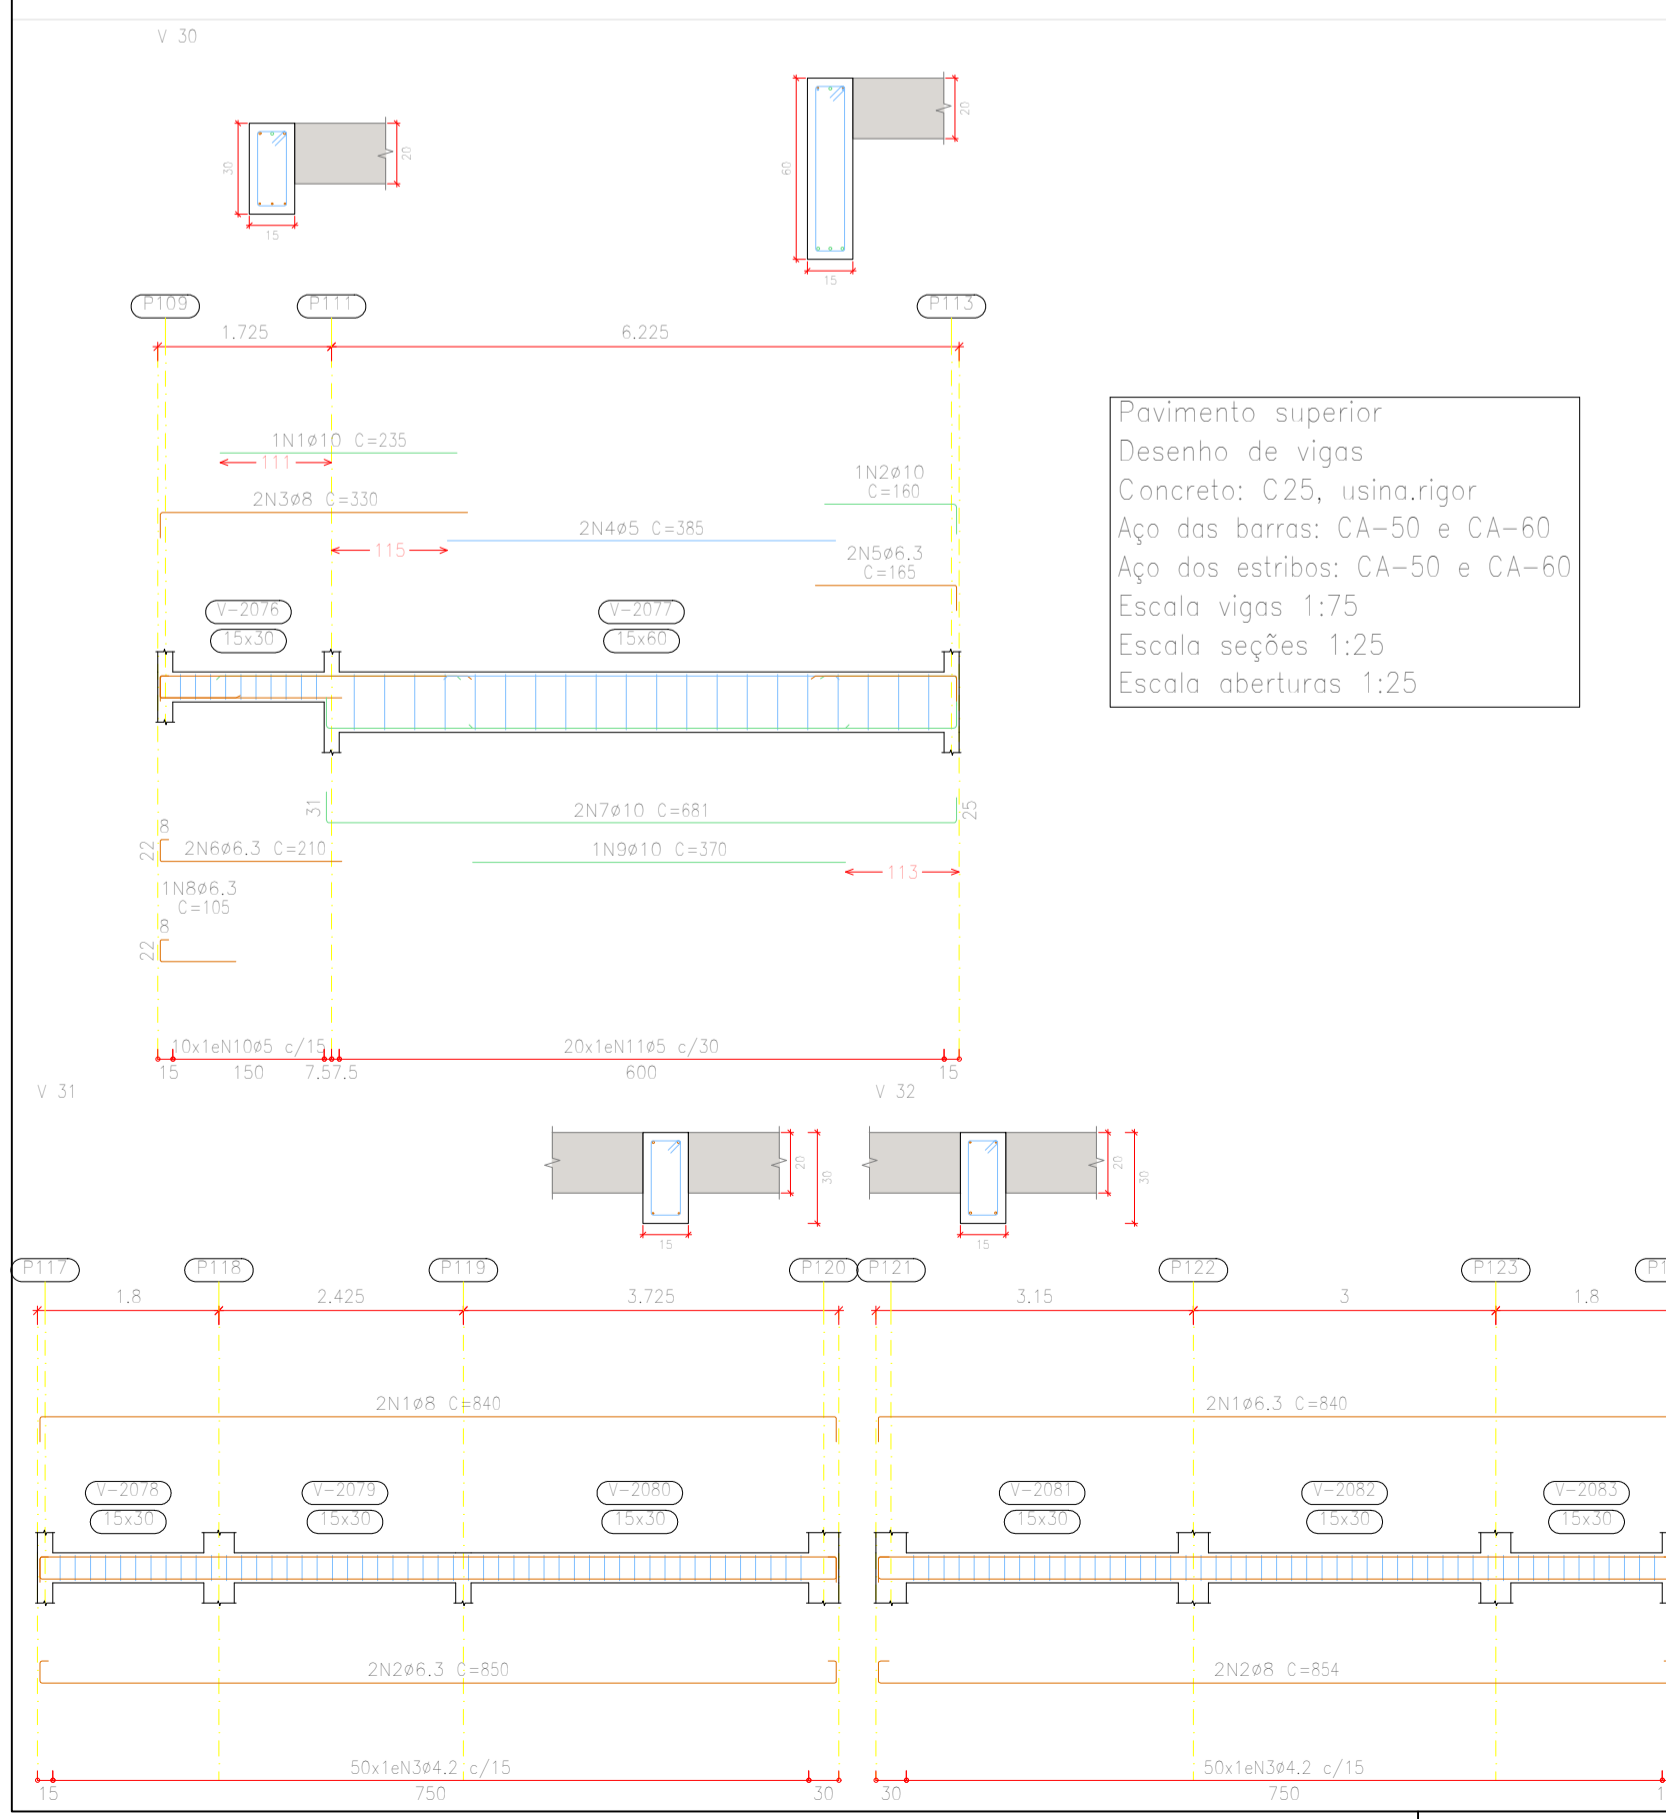 V 30
30
20
15
60
20
15
P109
P111
P113
1.725
6.225
1N1ø10 C=235
111
2N3ø8 C=330
1N2ø10
C=160
2N4ø5 C=385
115
2N5ø6.3
C=165
V-2076
15x30
V-2077
15x60
Pavimento superior
Desenho de vigas
Concreto: C25, usina.rigor
Aço das barras: CA-50 e CA-60
Aço dos estribos: CA-50 e CA-60
Escala vigas 1:75
Escala seções 1:25
Escala aberturas 1:25
31
2N7ø10 C=681
25
8
22
2N6ø6.3 C=210
1N9ø10 C=370
113
1N8ø6.3
C=105
8
22
10x1eN10ø5 c/15
20x1eN11ø5 c/30
15
150
7.5
7.5
600
15
V 31
20
30
15
P117
P118
P119
P120
1.8
2.425
3.725
2N1ø8 C=840
V-2078
15x30
V-2079
15x30
V-2080
15x30
2N2ø6.3 C=850
50x1eN3ø4.2 c/15
15
750
30
V 32
20
30
15
P121
P122
P123
3.15
3
1.8
2N1ø6.3 C=840
V-2081
15x30
V-2082
15x30
V-2083
15x30
2N2ø8 C=854
50x1eN3ø4.2 c/15
30
750